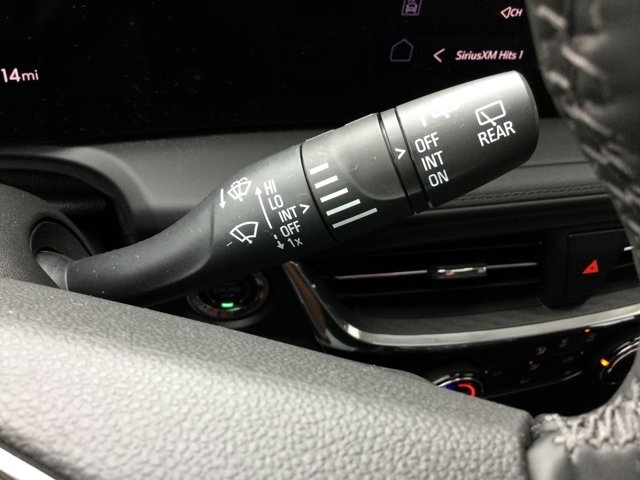 CH
SiriusXM Hits 1
14mi
OFF
INT
ON
REAR
HI
LO
INT
OFF
1x